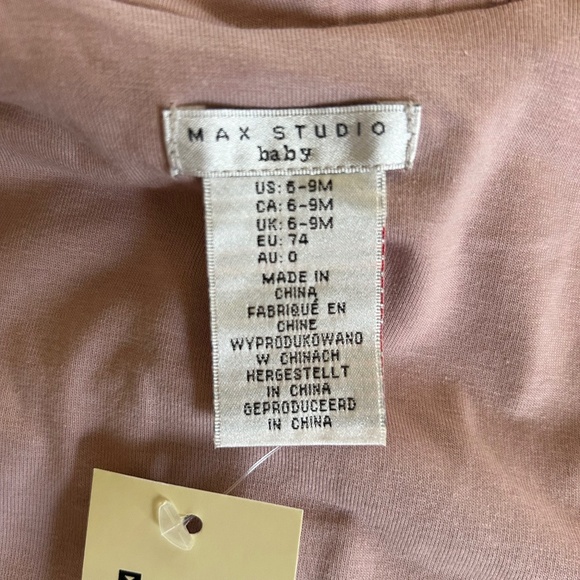 MAX STUDIO
baby
US: 6-9M
CA: 6-9M
UK: 6-9M
EU: 74
AU: 0
MADE IN
CHINA
FABRIQUÉ EN
CHINE
WYPRODUKOWANO
W CHINACH
HERGESTELLT
IN CHINA
GEPRODUCEERD
IN CHINA